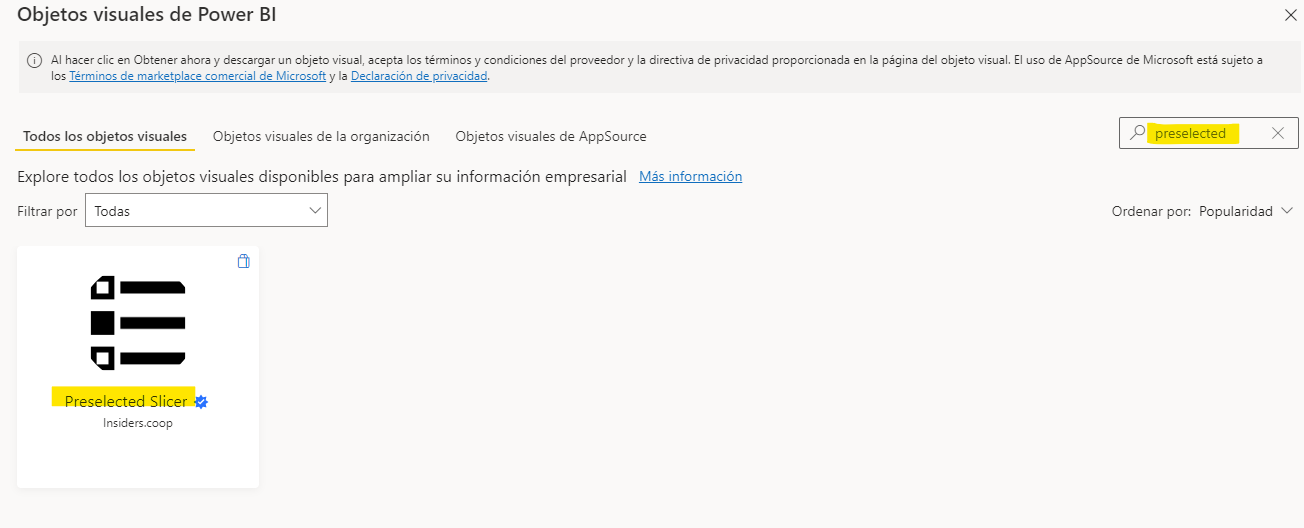 Objetos visuales de Power BI
Al hacer clic en Obtener ahora y descargar un objeto visual, acepta los términos y condiciones del proveedor y la directiva de privacidad proporcionada en la página del objeto visual. El uso de AppSource de Microsoft está sujeto a
los Términos de marketplace comercial de Microsoft y la Declaración de privacidad.
Todos los objetos visuales Objetos visuales de la organización Objetos visuales de AppSource preselected
Explore todos los objetos visuales disponibles para ampliar su información empresarial Más información
Filtrar por Todas Ordenar por: Popularidad
Preselected Slicer
Insiders.coop